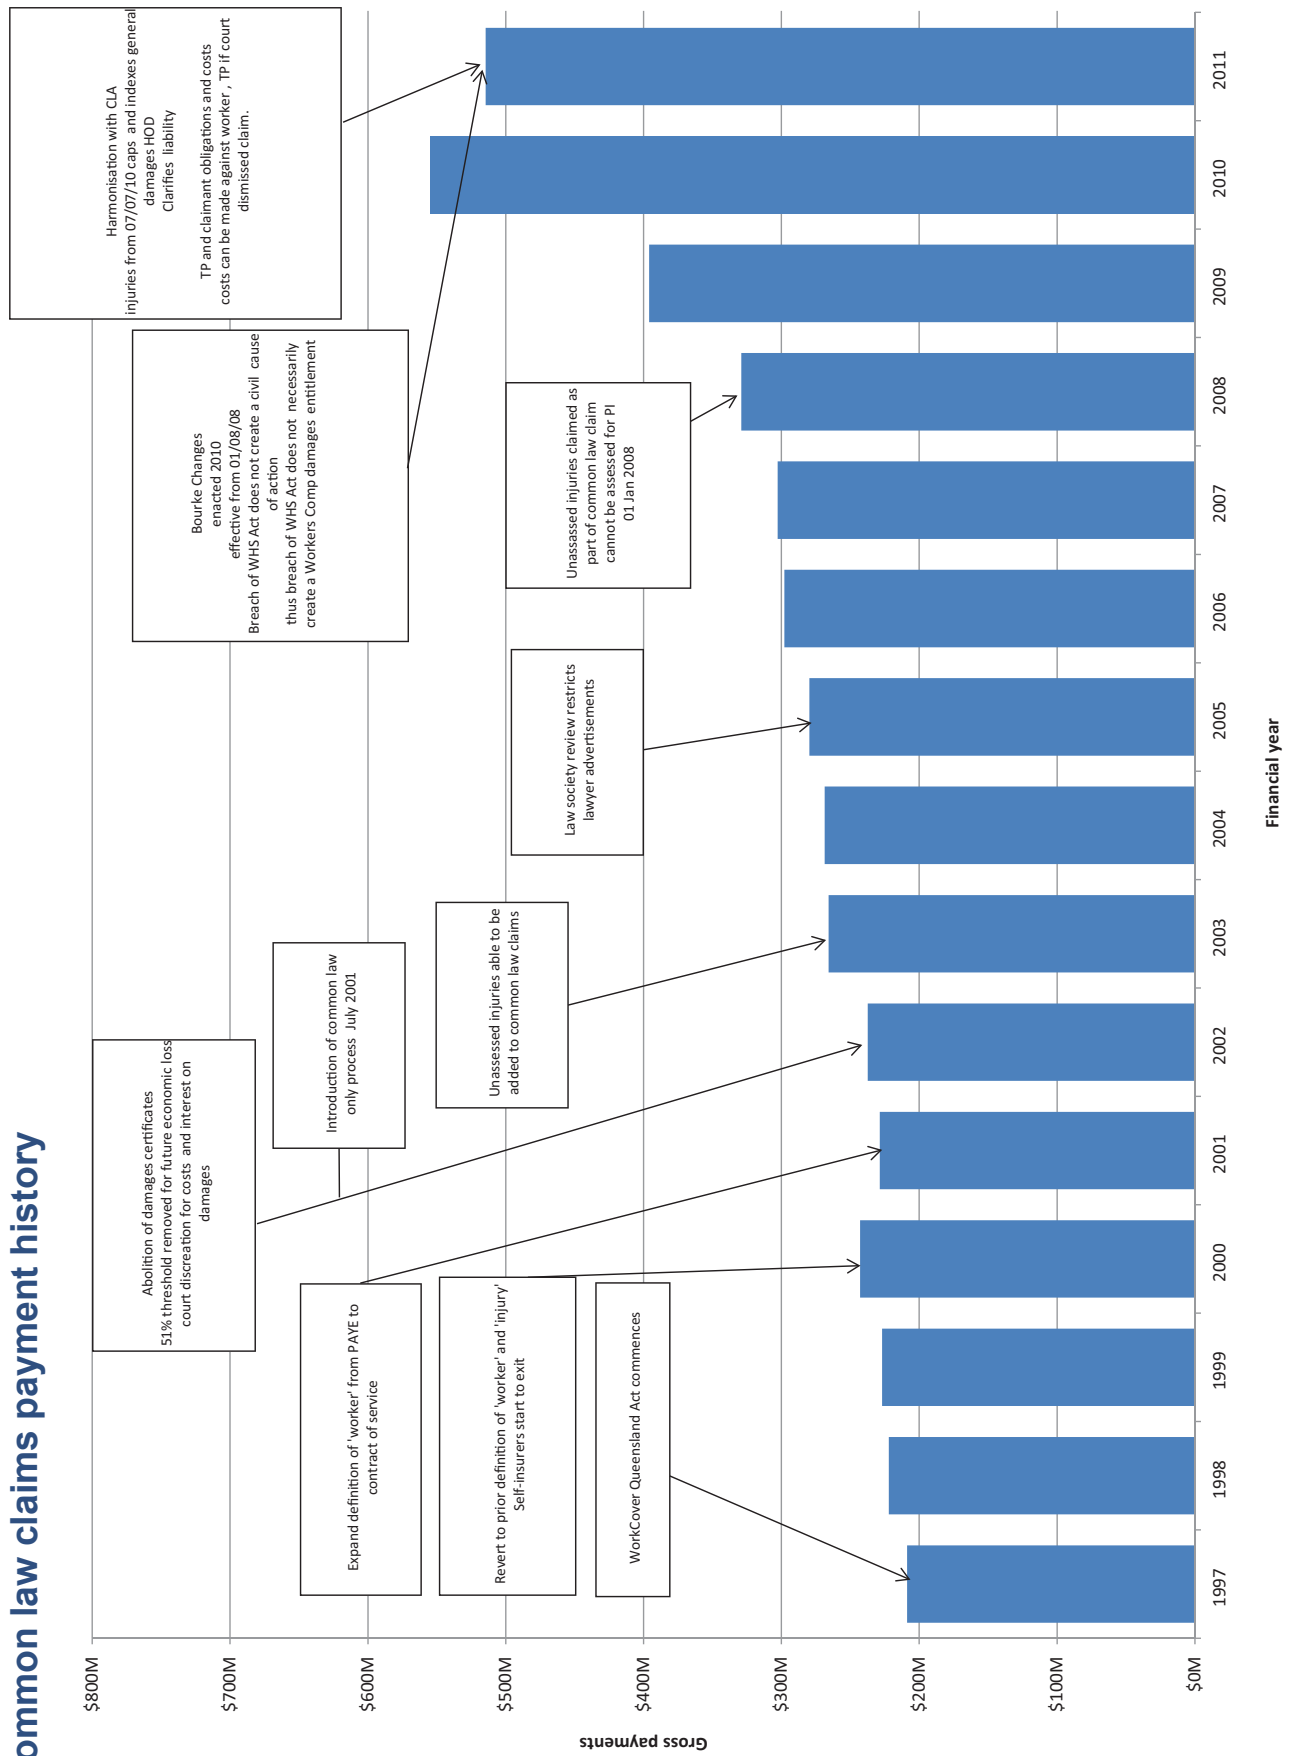 ommon law claims payment history
Harmonisation with CLA
injuries from 07/07/10 caps and indexes general
damages HOD
Clarifies liability
TP and claimant obligations and costs
costs can be made against worker , TP if court
dismissed claim.
Bourke Changes
enacted 2010
effective from 01/08/08
Breach of WHS Act does not create a civil cause
of action
thus breach of WHS Act does not necessarily
create a Workers Comp damages entitlement
Unassessed injuries claimed as
part of common law claim
cannot be assessed for PI
01 Jan 2008
Law society review restricts
lawyer advertisements
Unassessed injuries able to be
added to common law claims
Introduction of common law
only process July 2001
Abolition of damages certificates
51% threshold removed for future economic loss
court discreation for costs and interest on
damages
Expand definition of 'worker' from PAYE to
contract of service
Revert to prior definition of 'worker' and 'injury'
Self-insurers start to exit
WorkCover Queensland Act commences
$800M
$700M
$600M
$500M
$400M
$300M
$200M
$100M
$0M
Gross payments
1997
1998
1999
2000
2001
2002
2003
2004
2005
2006
2007
2008
2009
2010
2011
Financial year